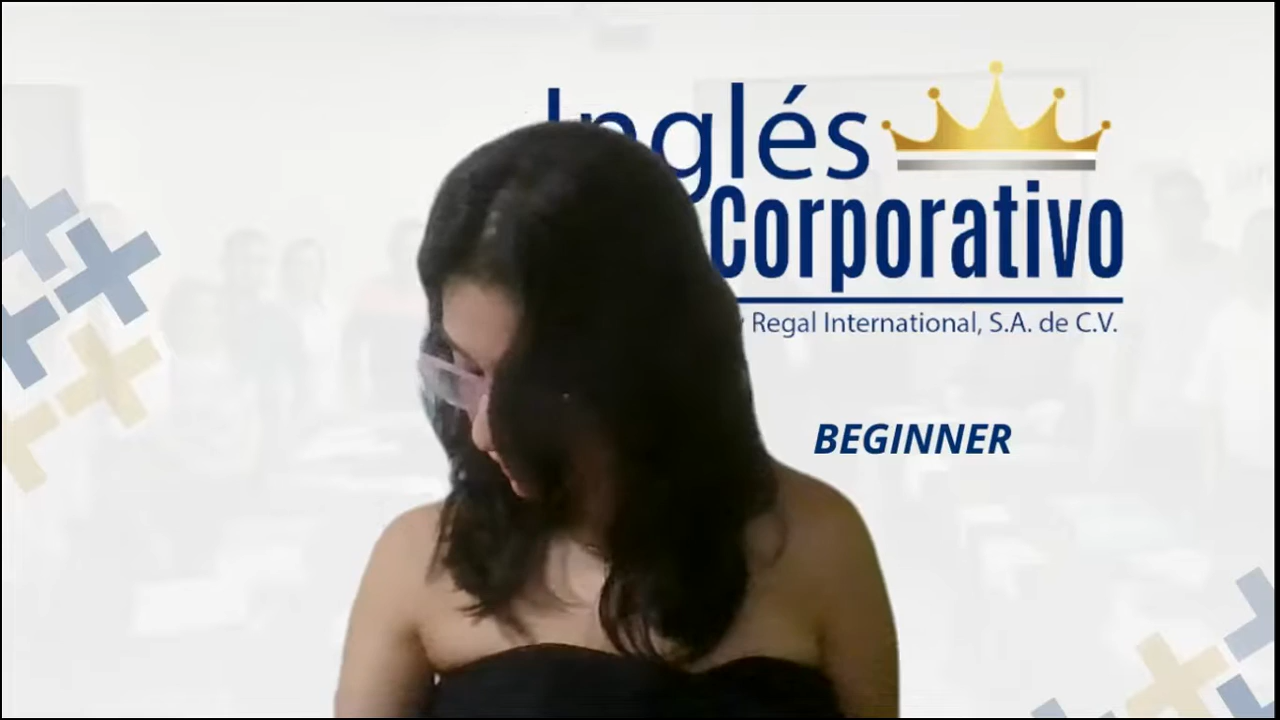 Inglés
Corporativo
Regal International, S.A. de C.V.
BEGINNER